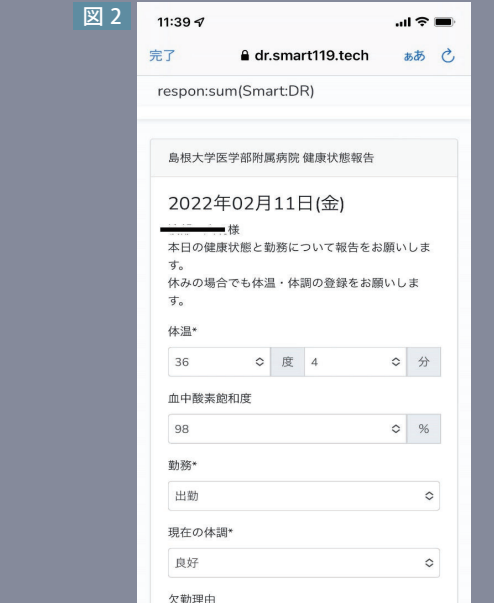 図 2
11:39
完了 dr.smart119.tech ぁあ
respon:sum(Smart:DR)
島根大学医学部附属病院 健康状態報告
2022年02月11日(金)
様
本日の健康状態と勤務について報告をお願いしま
す。
休みの場合でも体温・体調の登録をお願いしま
す。
体温*
36 度 4 分
血中酸素飽和度
98 %
勤務*
出勤
現在の体調*
良好
欠勤理由